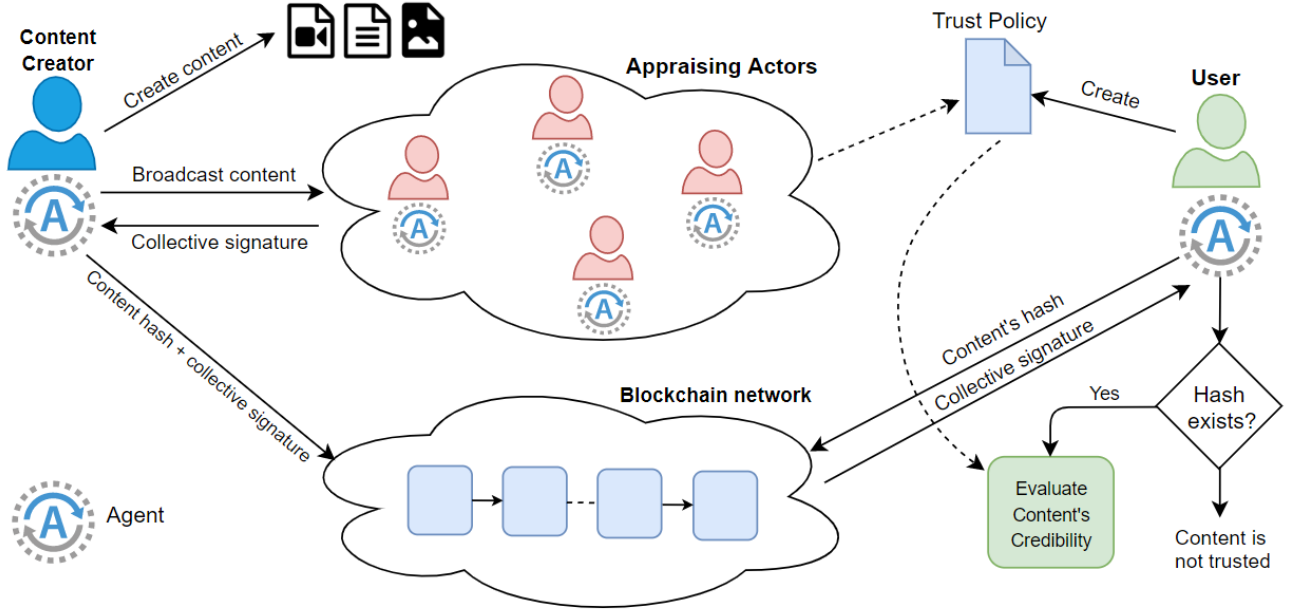 Content
Creator
Create content
Appraising Actors
Trust Policy
User
Create
Broadcast content
Collective signature
A
A
A
A
A
A
Content hash + collective signature
Content's hash
Collective signature
Blockchain network
Yes
Hash
exists?
Evaluate
Content's
Credibility
Content is
not trusted
A
Agent